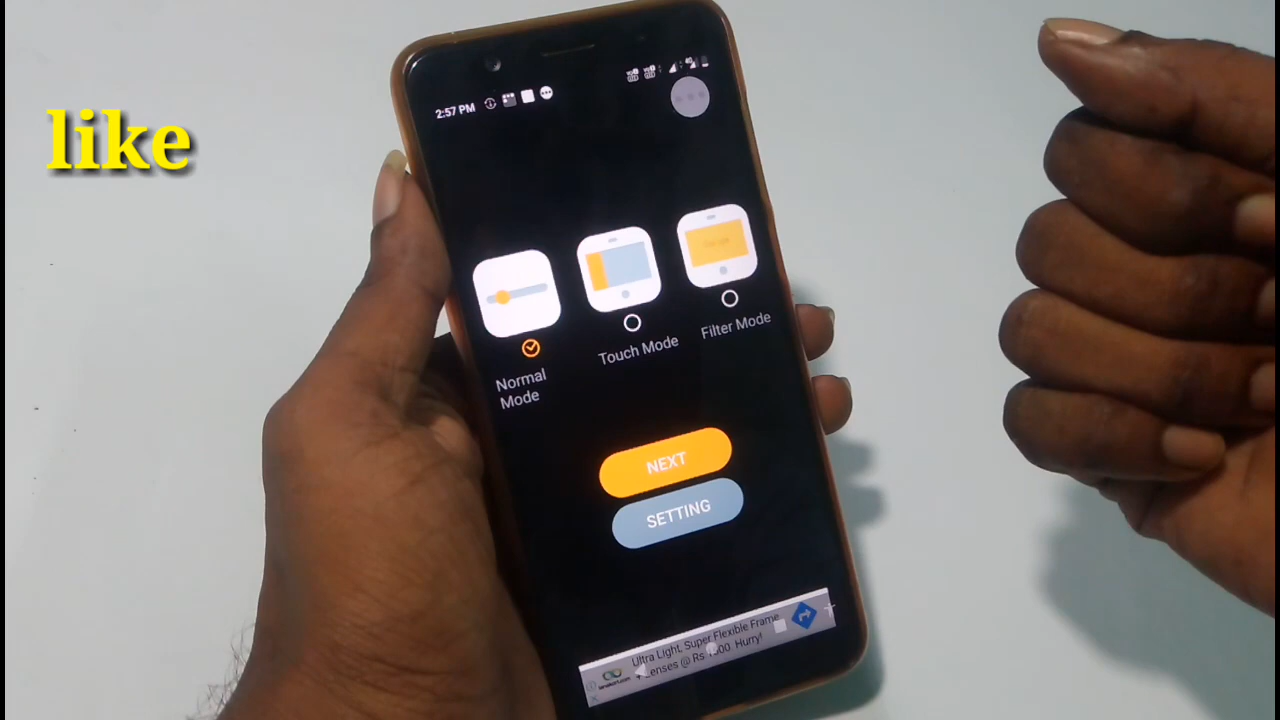 like
2:57 PM
4G
Normal
Mode
Touch Mode
Filter Mode
NEXT
SETTING
Ultra Light, Super Flexible Frame
Lenses @ Rs Hurry!